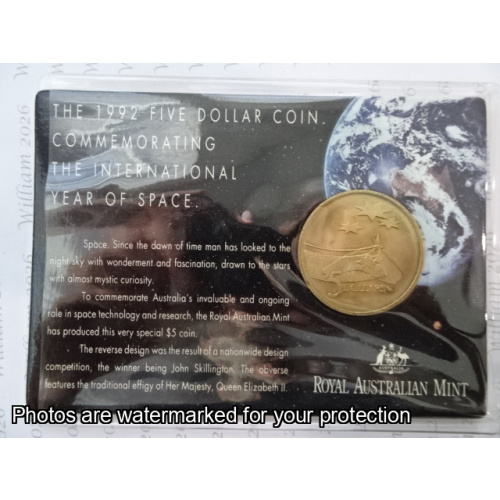 THE 1992 FIVE DOLLAR COIN.
COMMEMORATING
THE INTERNATIONAL
YEAR OF SPACE.
Space. Since the dawn of time man has looked to the
night sky with wonderment and fascination, drawn to the stars
with almost mystic curiosity.
To commemorate Australia's invaluable and ongoing
role in space technology and research, the Royal Australian Mint
has produced this very special $5 coin.
The reverse design was the result of a nationwide design
competition, the winner being John Skillington. The obverse
features the traditional effigy of Her Majesty, Queen Elizabeth II.
AUSTRALIA
ROYAL AUSTRALIAN MINT
Photos are watermarked for your protection
William 2026